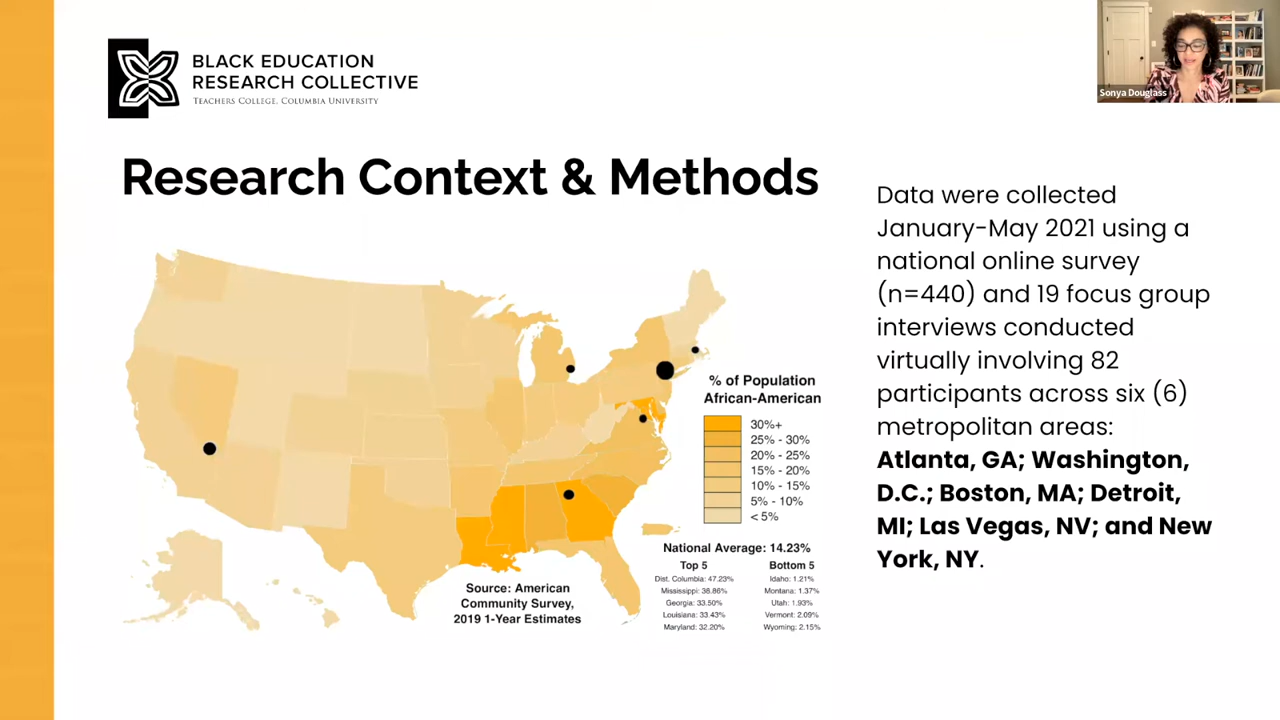 BLACK EDUCATION
RESEARCH COLLECTIVE
TEACHERS COLLEGE, COLUMBIA UNIVERSITY
Sonya Douglass
Research Context & Methods
Data were collected
January-May 2021 using a
national online survey
(n=440) and 19 focus group
interviews conducted
virtually involving 82
participants across six (6)
metropolitan areas:
Atlanta, GA; Washington,
D.C.; Boston, MA; Detroit,
MI; Las Vegas, NV; and New
York, NY.
% of Population
African-American
30%+
25% - 30%
20% - 25%
15% - 20%
10% - 15%
5% - 10%
< 5%
National Average: 14.23%
Top 5
Dist. Columbia: 47.23%
Mississippi: 38.86%
Georgia: 33.50%
Louisiana: 33.43%
Maryland: 32.20%
Bottom 5
Idaho: 1.21%
Montana: 1.37%
Utah: 1.93%
Vermont: 2.09%
Wyoming: 2.15%
Source: American
Community Survey,
2019 1-Year Estimates